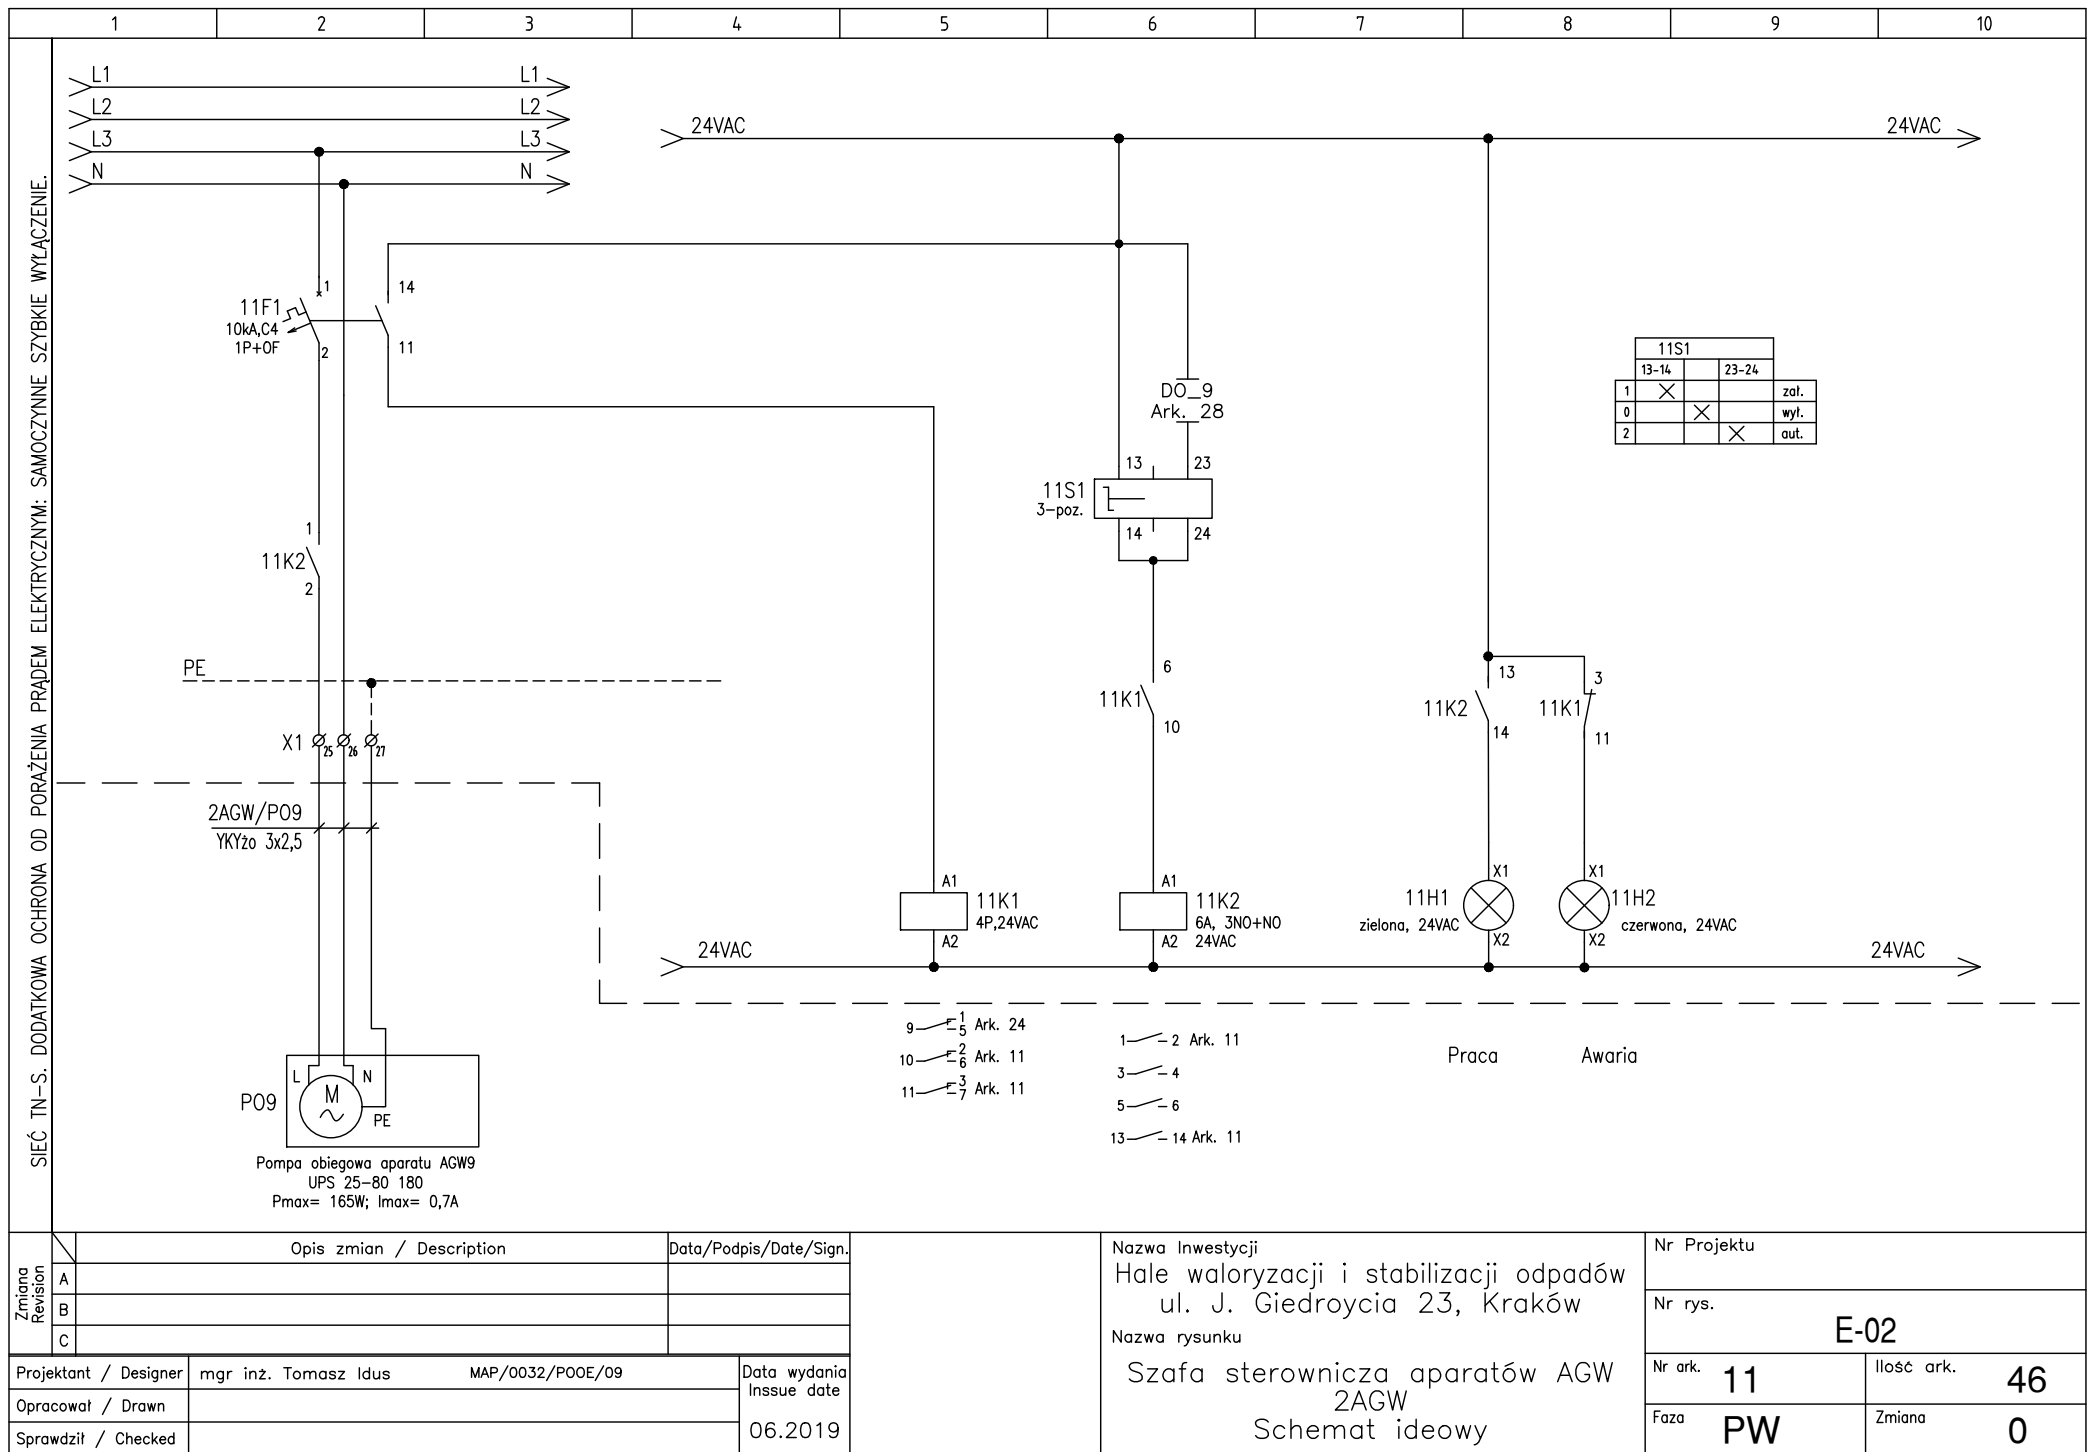 1 2 3 4 5 6 7 8 9 10
L1 L1
L2 L2
L3 L3
N N
24VAC 24VAC
SIEĆ TN-S. DODATKOWA OCHRONA OD PORAŻENIA PRĄDEM ELEKTRYCZNYM: SAMOCZYNNE SZYBKIE WYŁĄCZENIE.
1
11F1
10kA,C4
1P+OF
2
14
11
DO_9
Ark._28
13 23
11S1
3-poz.
14 24
11S1
13-14 23-24
1 zał.
0 wył.
2 aut.
1
11K2
2
PE
6
11K1
10
13
11K2
14
3
11K1
11
X1 25 26 27
2AGW/PO9
YKYżo 3x2,5
A1
11K1
4P,24VAC
A2
A1
11K2
6A, 3NO+NO
A2 24VAC
X1
11H1
zielona, 24VAC
X2
X1
11H2
czerwona, 24VAC
X2
24VAC 24VAC
9 1 5 Ark. 24
10 2 6 Ark. 11
11 3 7 Ark. 11
1 2 Ark. 11
3 4
5 6
13 14 Ark. 11
Praca Awaria
L N
M
PO9
PE
Pompa obiegowa aparatu AGW9
UPS 25-80 180
Pmax= 165W; Imax= 0,7A
Zmiana
Revision
Opis zmian / Description Data/Podpis/Date/Sign.
A
B
C
Projektant / Designer mgr inż. Tomasz Idus MAP/0032/POOE/09
Opracował / Drawn
Sprawdził / Checked
Data wydania
Inssue date
06.2019
Nazwa Inwestycji
Hale waloryzacji i stabilizacji odpadów
ul. J. Giedroycia 23, Kraków
Nazwa rysunku
Szafa sterownicza aparatów AGW
2AGW
Schemat ideowy
Nr Projektu
Nr rys.
E-02
Nr ark. 11 Ilość ark. 46
Faza PW Zmiana 0